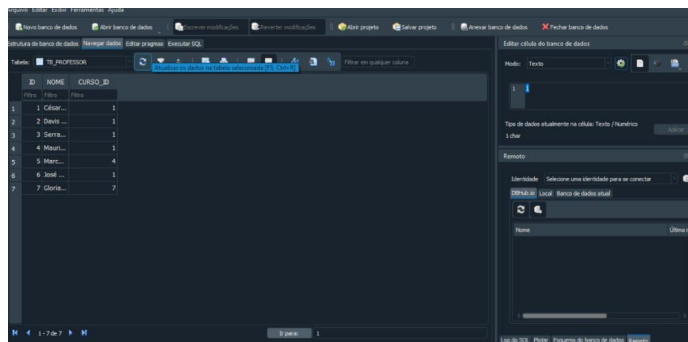 Arquivo Editar Exibir Ferramentas Ajuda
Novo banco de dados Abrir banco de dados Escrever modificações Reverter modificações Abrir projeto Salvar projeto Anexar banco de dados Fechar banco de dados
Estrutura do banco de dados Navegar dados Editar pragmas Executar SQL
Tabela: TB_PROFESSOR Filtrar em qualquer coluna
Atualizar os dados na tabela selecionada [F5, Ctrl+R]
ID NOME CURSO_ID
Filtro Filtro Filtro
1 1 César... 1
2 2 Davis ... 1
3 3 Serra... 1
4 4 Mauri... 1
5 5 Marc... 4
6 6 José ... 1
7 7 Gloria... 7
1 - 7 de 7 Ir para: 1
Editar célula do banco de dados
Modo: Texto
1 1
Tipo de dados atualmente na célula: Texto / Numérico
1 char
Aplicar
Remoto
Identidade Selecione uma identidade para se conectar
DBHub.io Local Banco de dados atual
Nome Última
Log do SQL Plotar Esquema do banco de dados Remoto